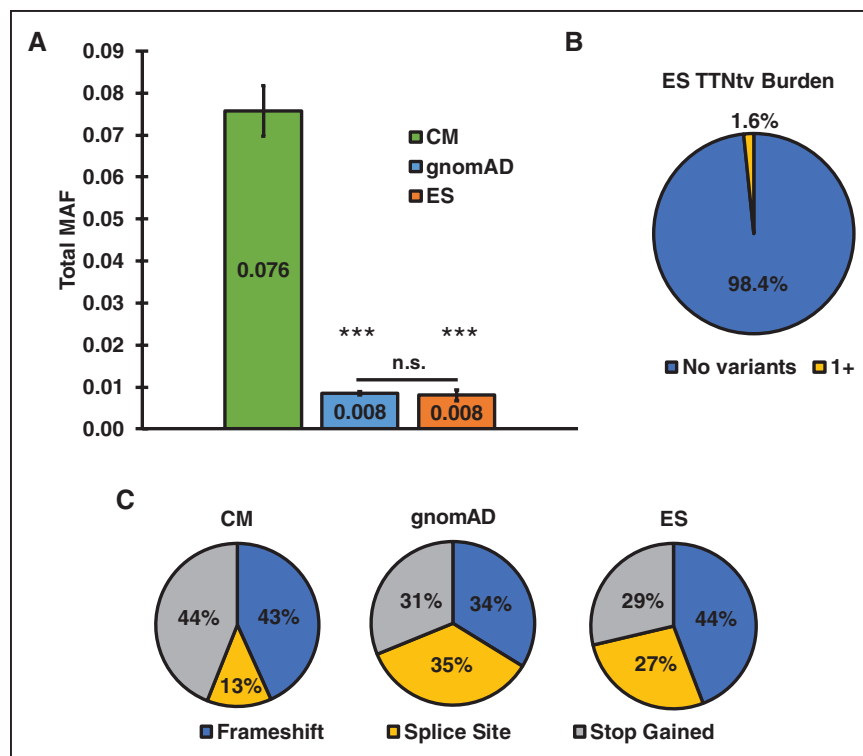 A
0.09
0.08
0.07
0.06
0.05
0.04
0.03
0.02
0.01
0.00
Total MAF
CM
gnomAD
ES
0.076
*** ***
n.s.
0.008 0.008
B
ES TTNtv Burden
1.6%
98.4%
No variants 1+
C
CM gnomAD ES
44% 43% 13%
31% 34% 35%
29% 44% 27%
Frameshift Splice Site Stop Gained